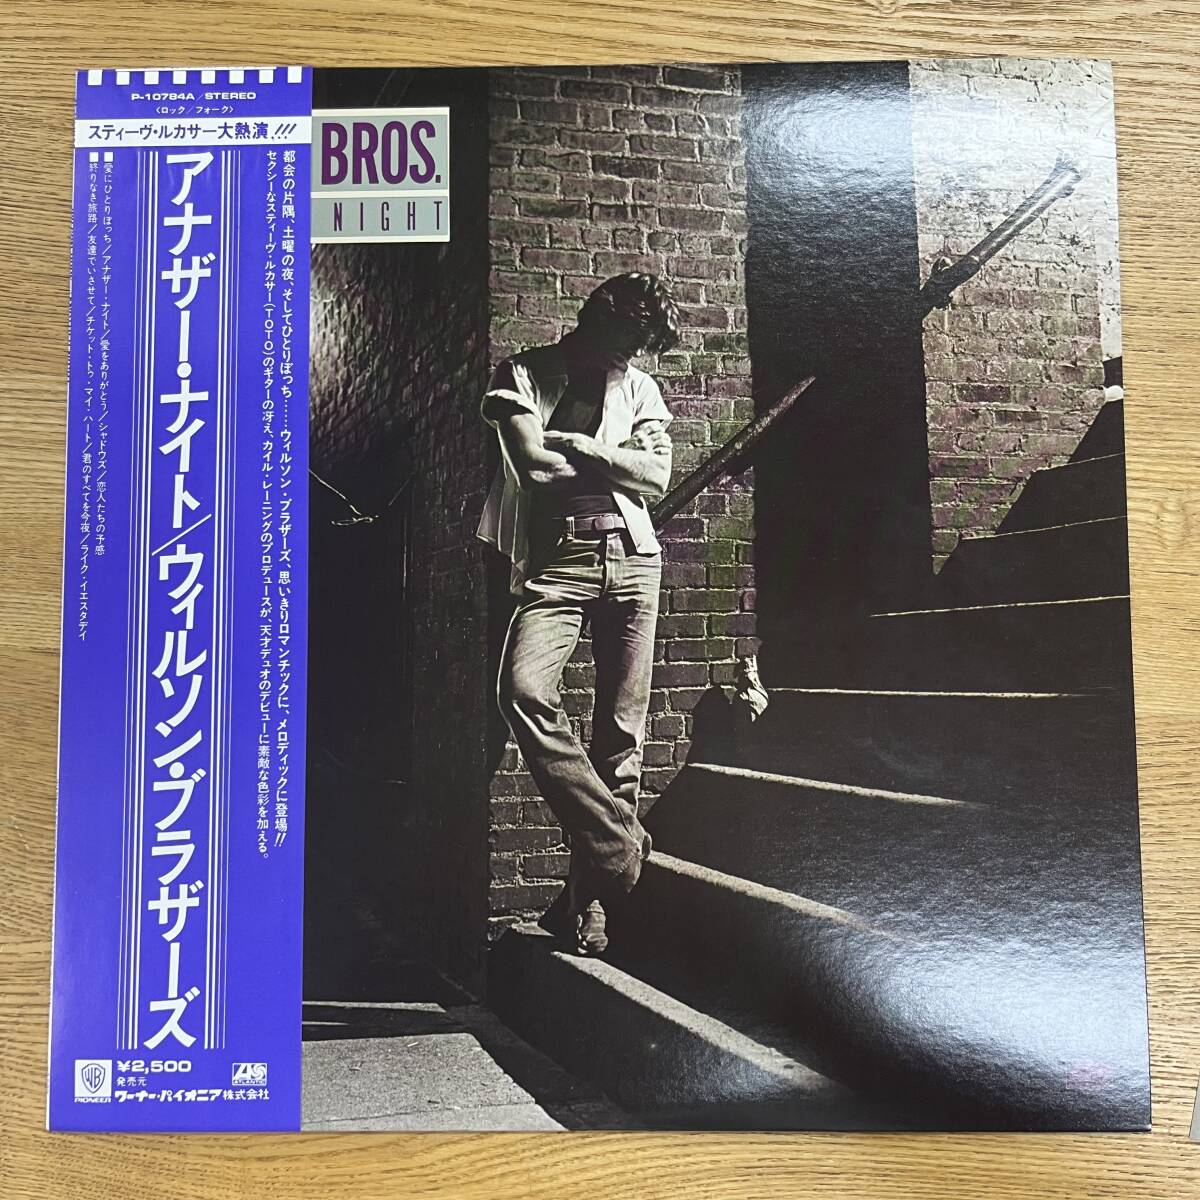 P-10784A/STEREO
〈ロック/フォーク〉
スティーヴ・ルカサー大熱演!!!
都会の片隅、土曜の夜、そしてひとりぼっち……ウィルソン・ブラザーズ、思いきりロマンチックに、メロディックに登場!!
セクシーなスティーヴ・ルカサー(TOTO)のギターの冴え、カイル・レーニングのプロデュースが、天才デュオのデビューに素敵な色彩を加える。
アナザー・ナイト/ウィルソン・ブラザーズ
■愛にひとりぼっち/アナザー・ナイト/愛をありがとう/シャドウズ/恋人たちの予感
■終りなき旅路/友達でいさせて/チケット・トゥ・マイ・ハート/君のすべてを今夜/ライク・イエスタデイ
¥2,500
発売元
ワーナー・パイオニア株式会社
WB
PIONEER
ATLANTIC
BROS.
NIGHT